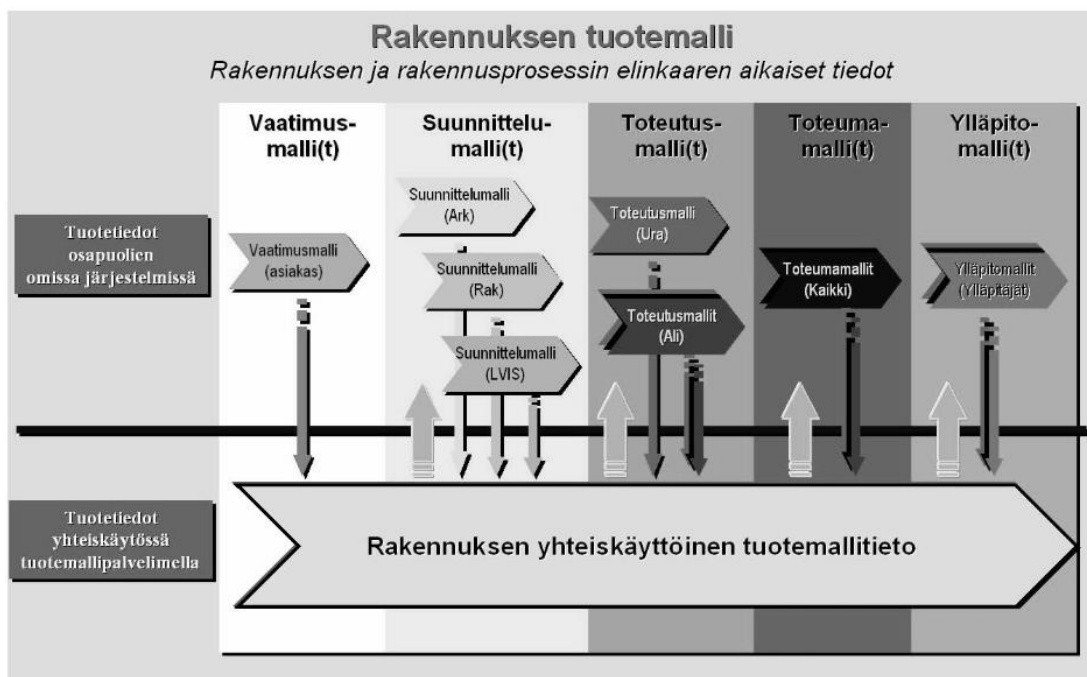 Rakennuksen tuotemalli
Rakennuksen ja rakennusprosessin elinkaaren aikaiset tiedot
Vaatimus-
malli(t)
Suunnittelu-
malli(t)
Toteutus-
malli(t)
Toteuma-
malli(t)
Ylläpito-
malli(t)
Tuotetiedot
osapuolien
omissa järjestelmissä
Vaatimusmalli
(asiakas)
Suunnittelumalli
(Ark)
Suunnittelumalli
(Rak)
Suunnittelumalli
(LVIS)
Toteutusmalli
(Ura)
Toteutusmallit
(Ali)
Toteumamallit
(Kaikki)
Ylläpitomallit
(Ylläpitäjät)
Tuotetiedot
yhteiskäytössä
tuotemallipalvelimella
Rakennuksen yhteiskäyttöinen tuotemallitieto